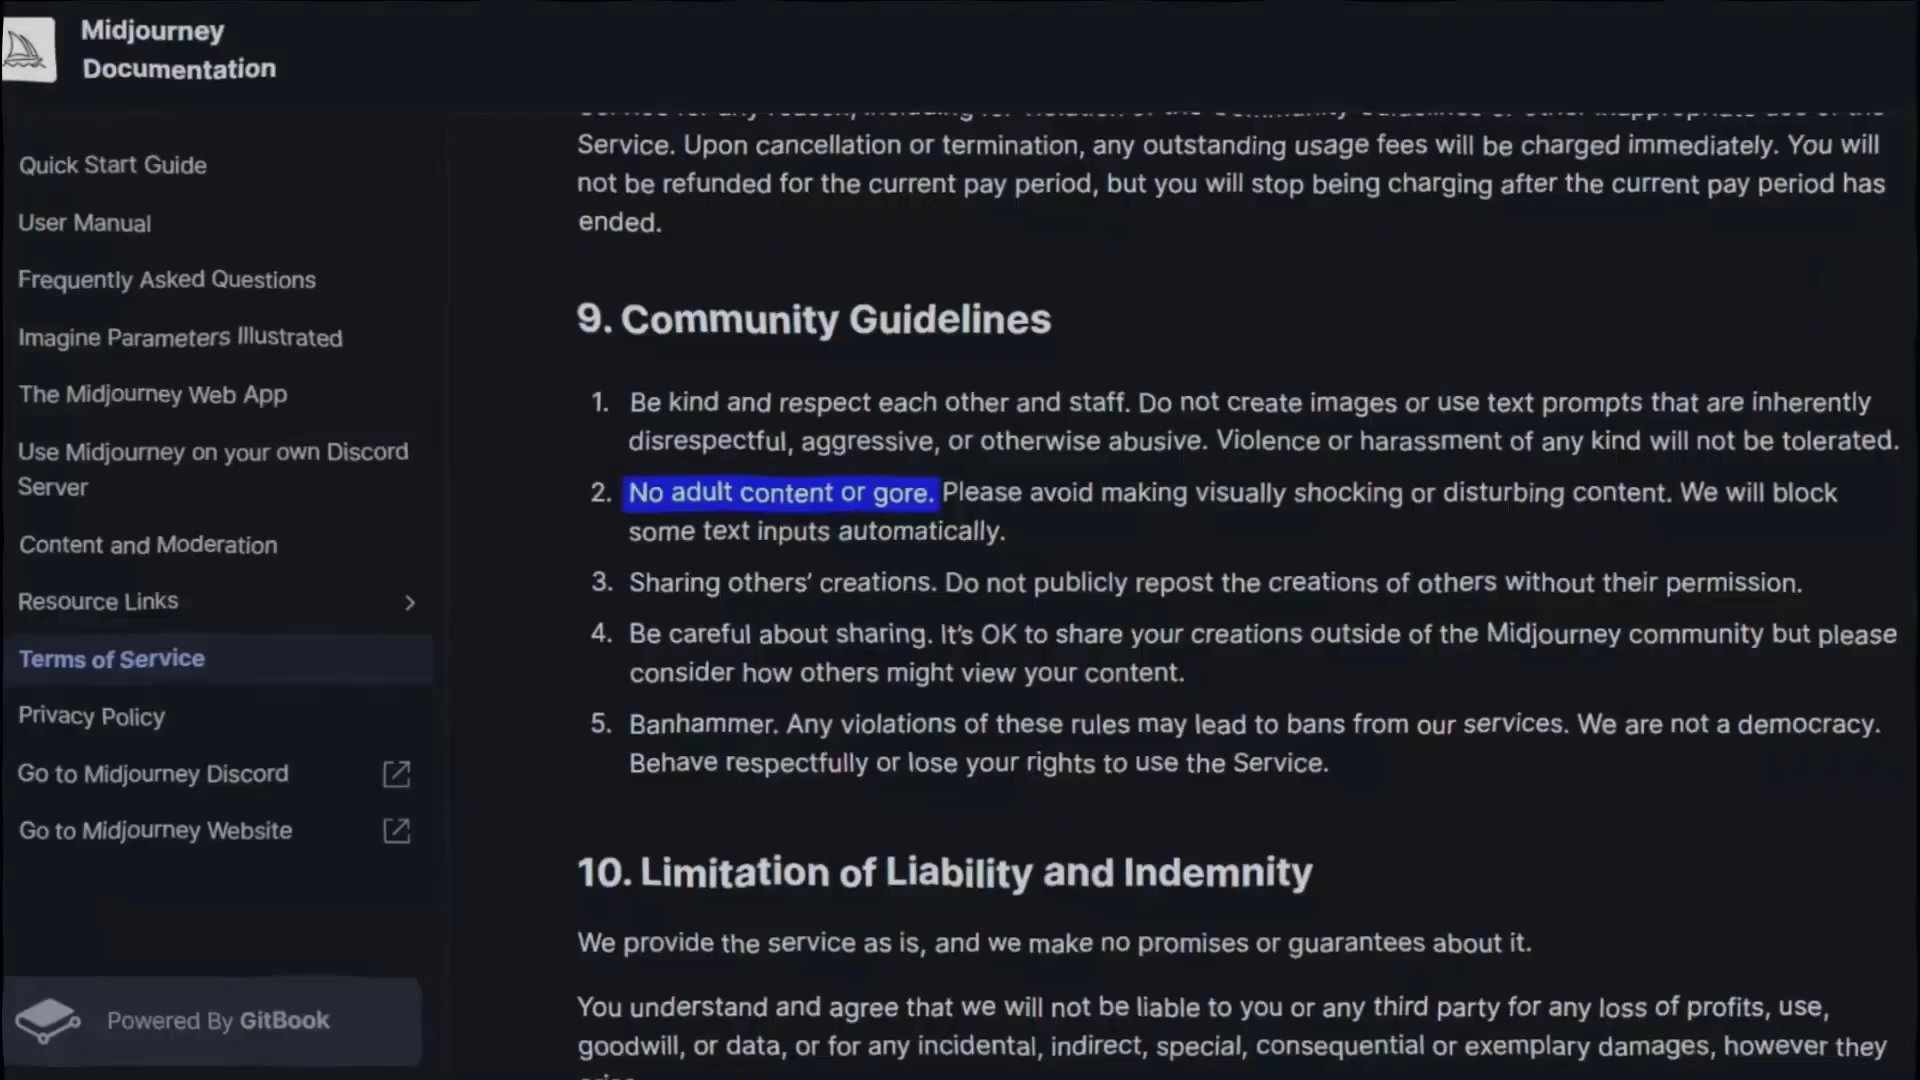 Midjourney
Documentation
Quick Start Guide
User Manual
Frequently Asked Questions
Imagine Parameters Illustrated
The Midjourney Web App
Use Midjourney on your own Discord
Server
Content and Moderation
Resource Links
Terms of Service
Privacy Policy
Go to Midjourney Discord
Go to Midjourney Website
Powered By GitBook
Service. Upon cancellation or termination, any outstanding usage fees will be charged immediately. You will
not be refunded for the current pay period, but you will stop being charging after the current pay period has
ended.
9. Community Guidelines
1. Be kind and respect each other and staff. Do not create images or use text prompts that are inherently
disrespectful, aggressive, or otherwise abusive. Violence or harassment of any kind will not be tolerated.
2. No adult content or gore. Please avoid making visually shocking or disturbing content. We will block
some text inputs automatically.
3. Sharing others’ creations. Do not publicly repost the creations of others without their permission.
4. Be careful about sharing. It’s OK to share your creations outside of the Midjourney community but please
consider how others might view your content.
5. Banhammer. Any violations of these rules may lead to bans from our services. We are not a democracy.
Behave respectfully or lose your rights to use the Service.
10. Limitation of Liability and Indemnity
We provide the service as is, and we make no promises or guarantees about it.
You understand and agree that we will not be liable to you or any third party for any loss of profits, use,
goodwill, or data, or for any incidental, indirect, special, consequential or exemplary damages, however they